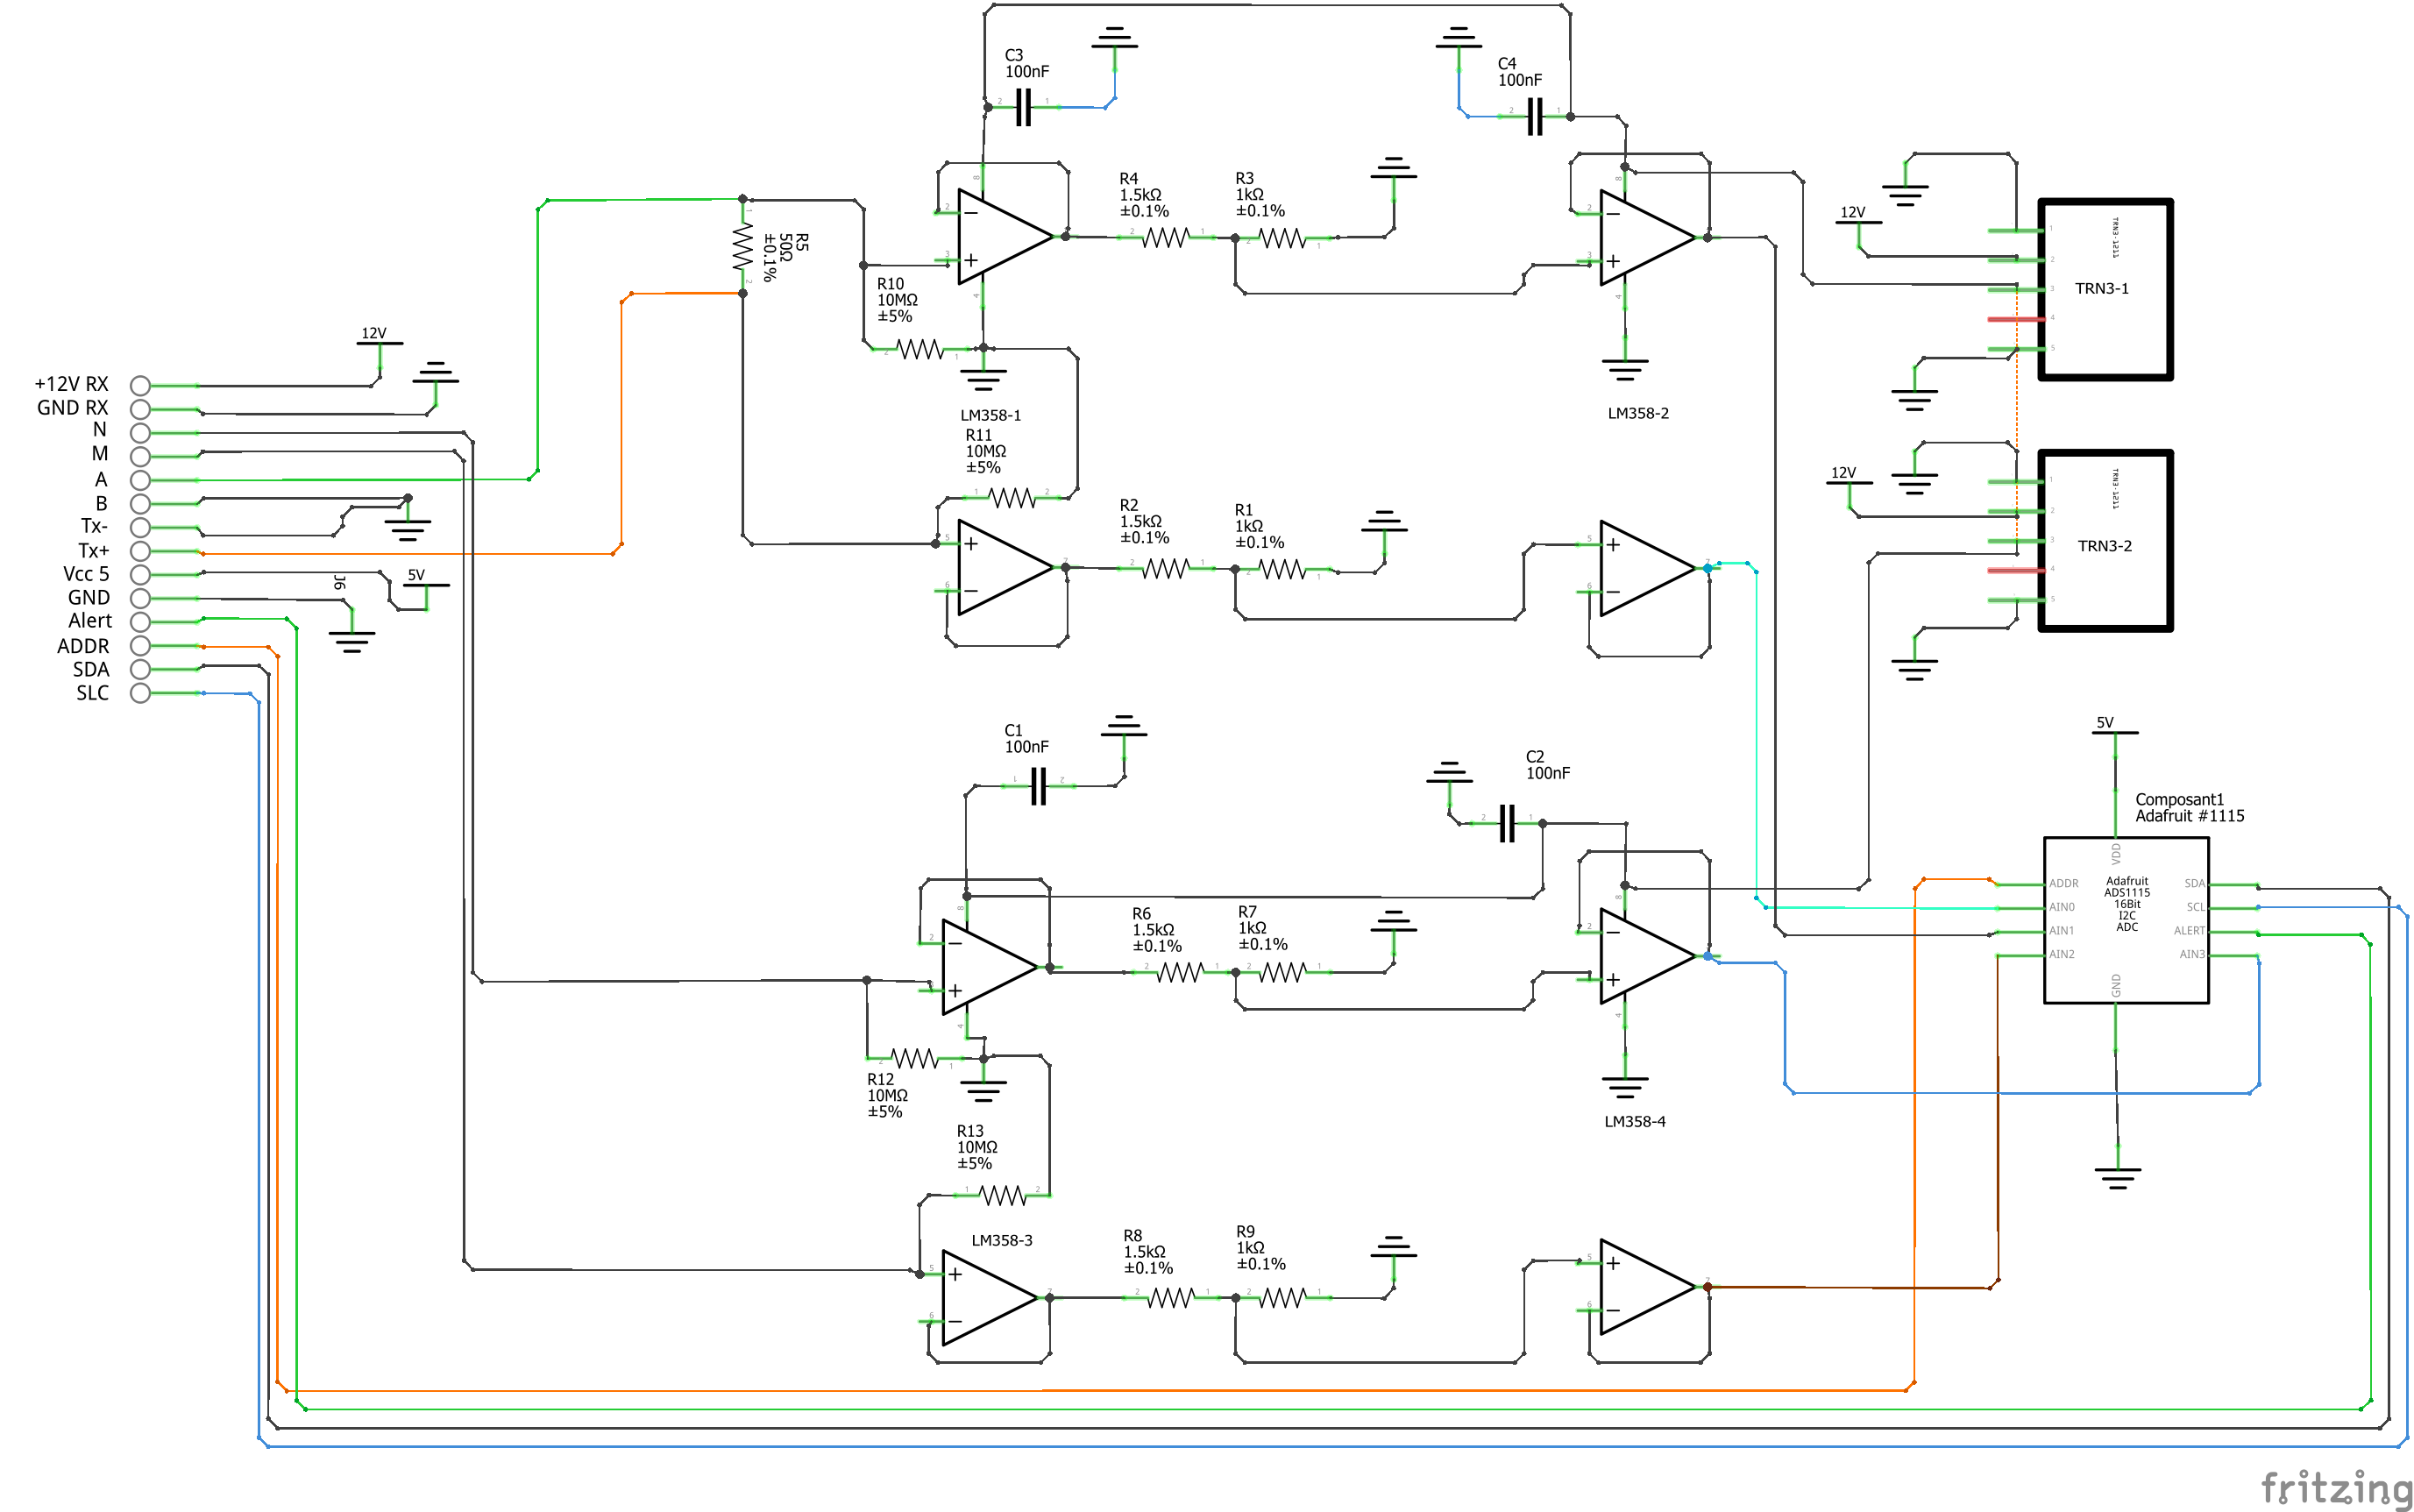 C3
100nF
C4
100nF
R4
1.5kΩ
±0.1%
R3
1kΩ
±0.1%
R5
50Ω
±0.1%
R10
10MΩ
±5%
12V
TRN3-1211
TRN3-1
12V
+12V RX
GND RX
N
M
A
B
Tx-
Tx+
Vcc 5
GND
Alert
ADDR
SDA
SLC
J6
5V
LM358-1
R11
10MΩ
±5%
LM358-2
R2
1.5kΩ
±0.1%
R1
1kΩ
±0.1%
12V
TRN3-1211
TRN3-2
C1
100nF
C2
100nF
5V
Composant1
Adafruit #1115
VDD
ADDR
AIN0
AIN1
AIN2
Adafruit
ADS1115
16Bit
I2C
ADC
SDA
SCL
ALERT
AIN3
GND
R6
1.5kΩ
±0.1%
R7
1kΩ
±0.1%
R12
10MΩ
±5%
R13
10MΩ
±5%
LM358-4
LM358-3
R8
1.5kΩ
±0.1%
R9
1kΩ
±0.1%
fritzing